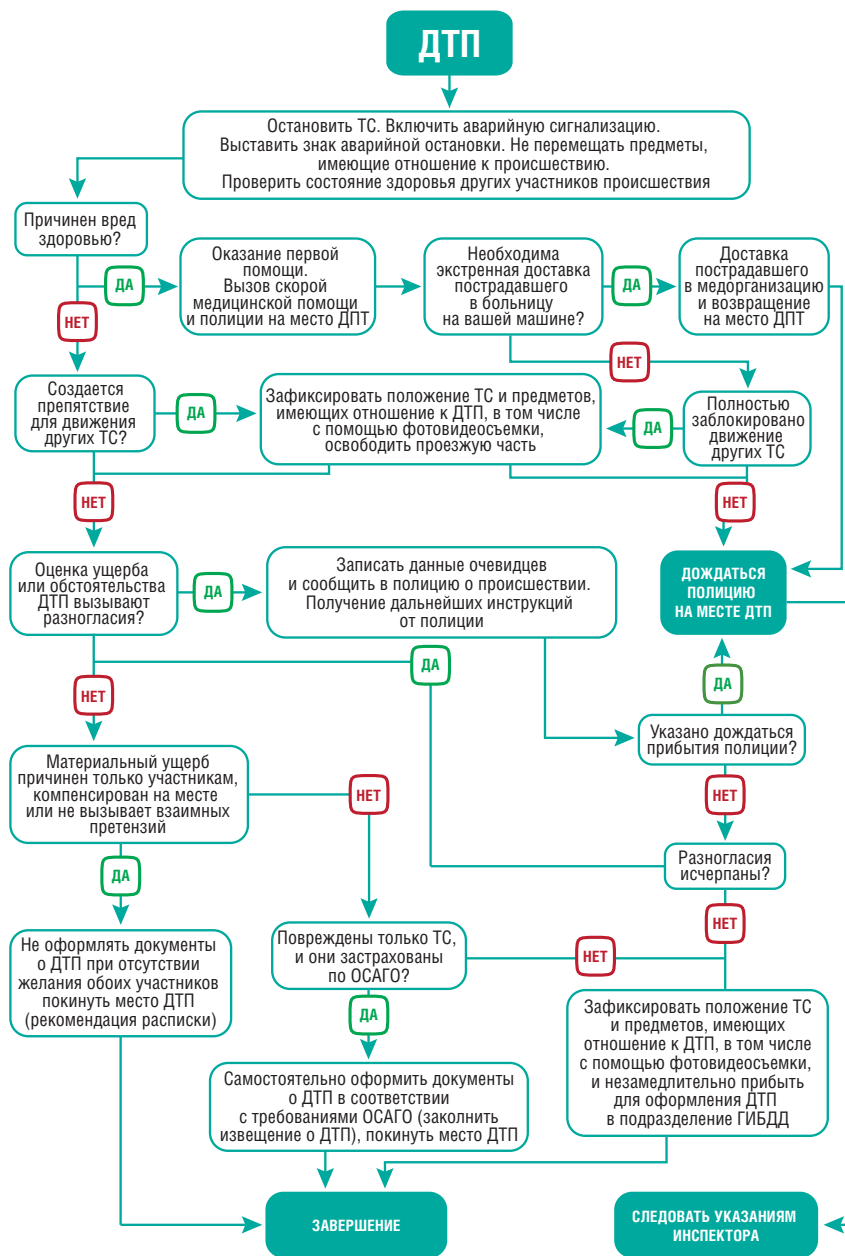 ДТП
Остановить ТС. Включить аварийную сигнализацию.
Выставить знак аварийной остановки. Не перемещать предметы,
имеющие отношение к происшествию.
Проверить состояние здоровья других участников происшествия
Причинен вред
здоровью?
ДА
Оказание первой
помощи.
Вызов скорой
медицинской помощи
и полиции на место ДПТ
Необходима
экстренная доставка
пострадавшего
в больницу
на вашей машине?
ДА
Доставка
пострадавшего
в медорганизацию
и возвращение
на место ДПТ
НЕТ
НЕТ
Создается
препятствие
для движения
других ТС?
ДА
Зафиксировать положение ТС и предметов,
имеющих отношение к ДТП, в том числе
с помощью фотовидеосъемки,
освободить проезжую часть
ДА
Полностью
заблокировано
движение
других ТС
НЕТ
НЕТ
Оценка ущерба
или обстоятельства
ДТП вызывают
разногласия?
ДА
Записать данные очевидцев
и сообщить в полицию о происшествии.
Получение дальнейших инструкций
от полиции
ДОЖДАТЬСЯ
ПОЛИЦИЮ
НА МЕСТЕ ДТП
ДА
ДА
НЕТ
Указано дождаться
прибытия полиции?
Материальный ущерб
причинен только участникам,
компенсирован на месте
или не вызывает взаимных
претензий
НЕТ
НЕТ
ДА
Разногласия
исчерпаны?
НЕТ
Не оформлять документы
о ДТП при отсутствии
желания обоих участников
покинуть место ДТП
(рекомендация расписки)
Повреждены только ТС,
и они застрахованы
по ОСАГО?
НЕТ
ДА
Зафиксировать положение ТС
и предметов, имеющих
отношение к ДТП, в том числе
с помощью фотовидеосъемки,
и незамедлительно прибыть
для оформления ДТП
в подразделение ГИБДД
Самостоятельно оформить документы
о ДТП в соответствии
с требованиями ОСАГО (заколнить
извещение о ДТП), покинуть место ДТП
ЗАВЕРШЕНИЕ
СЛЕДОВАТЬ УКАЗАНИЯМ
ИНСПЕКТОРА